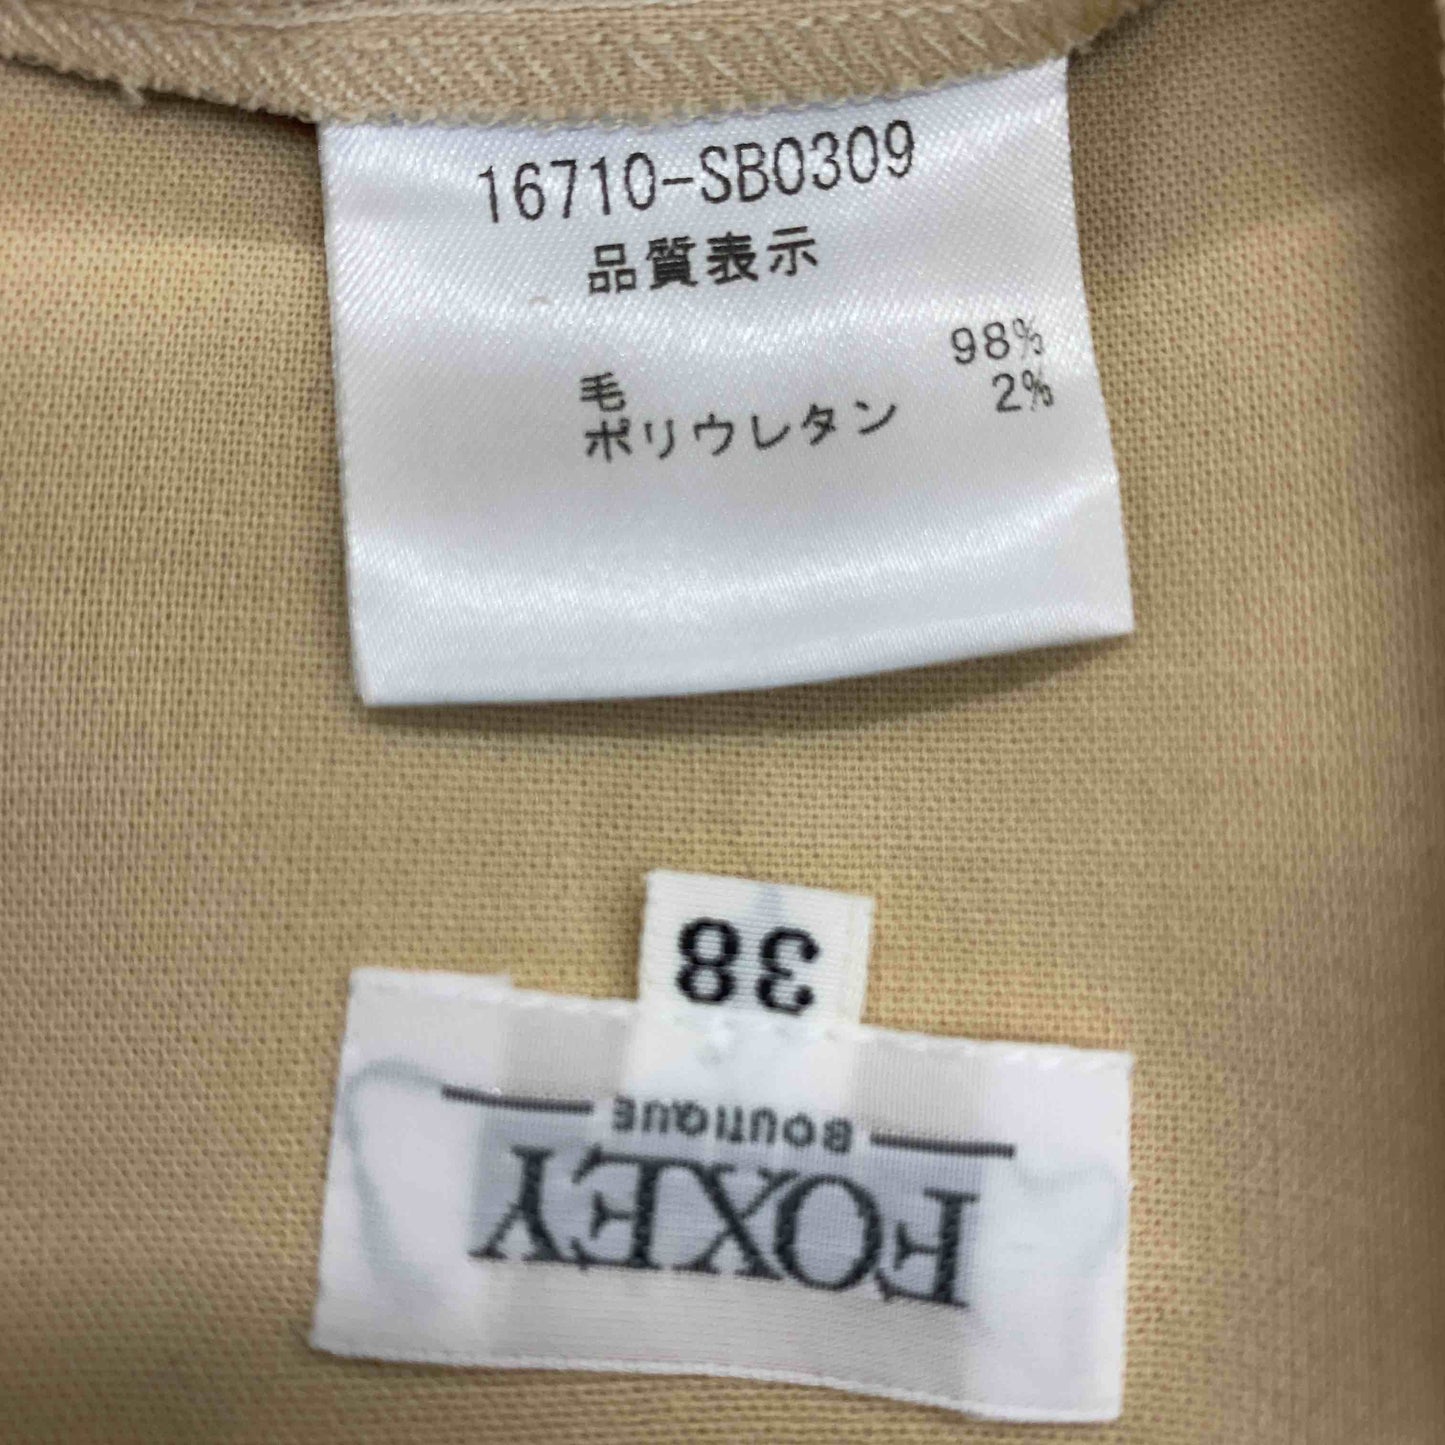 16710-SB0309
品質表示
毛 98%
ポリウレタン 2%
38
BOUTIQUE
FOXEY